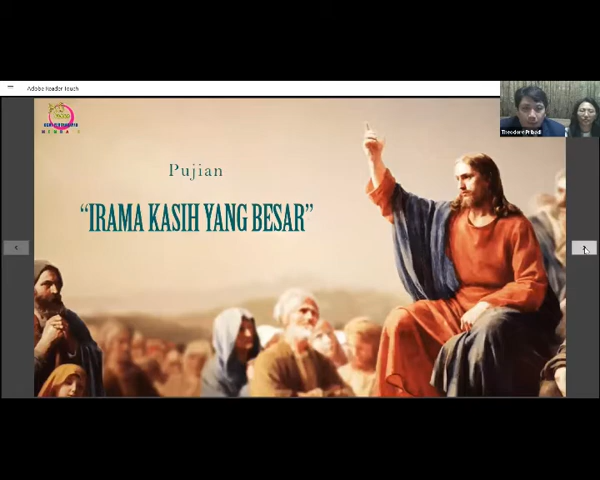 Adobe Reader Touch
Theodore Pribadi
Pujian
“IRAMA KASIH YANG BESAR”